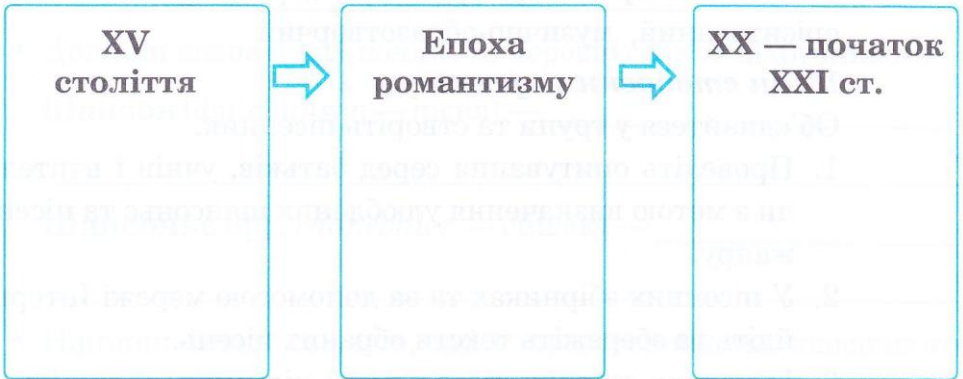 XV
століття
Епоха
романтизму
XX — початок
XXI ст.